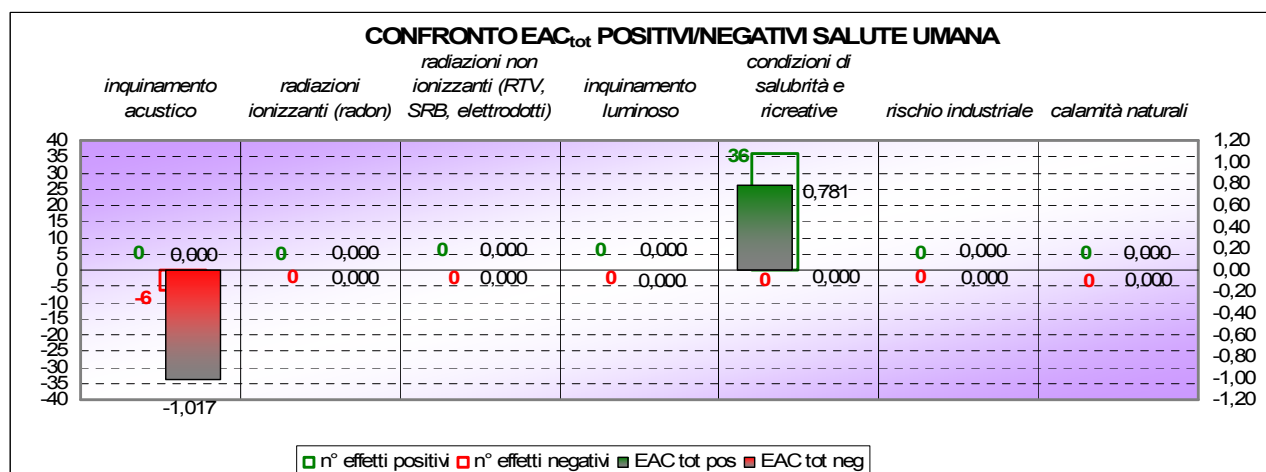 CONFRONTO EACtot POSITIVI/NEGATIVI SALUTE UMANA
inquinamento
acustico
radiazioni
ionizzanti (radon)
radiazioni non
ionizzanti (RTV,
SRB, elettrodotti)
inquinamento
luminoso
condizioni di
salubrità e
ricreative
rischio industriale
calamità naturali
40
35
30
25
20
15
10
5
0
-5
-10
-15
-20
-25
-30
-35
-40
0 0,000
-6
-1,017
0 0,000
0 0,000
0 0,000
0 0,000
0 0,000
0 0,000
36
0,781
0 0,000
0 0,000
0 0,000
0 0,000
0 0,000
1,20
1,00
0,80
0,60
0,40
0,20
0,00
-0,20
-0,40
-0,60
-0,80
-1,00
-1,20
n° effetti positivi n° effetti negativi EAC tot pos EAC tot neg